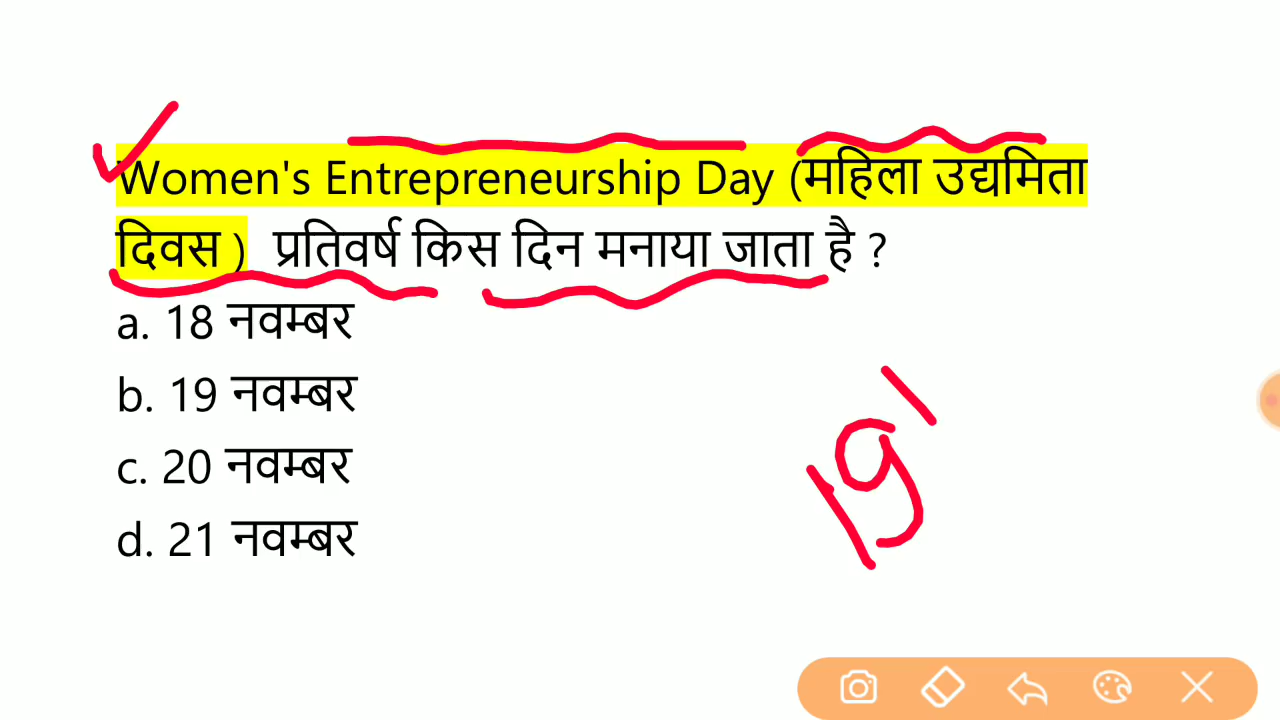 Women's Entrepreneurship Day (महिला उद्यमिता
दिवस ) प्रतिवर्ष किस दिन मनाया जाता है ?
a. 18 नवम्बर
b. 19 नवम्बर
c. 20 नवम्बर
d. 21 नवम्बर
19